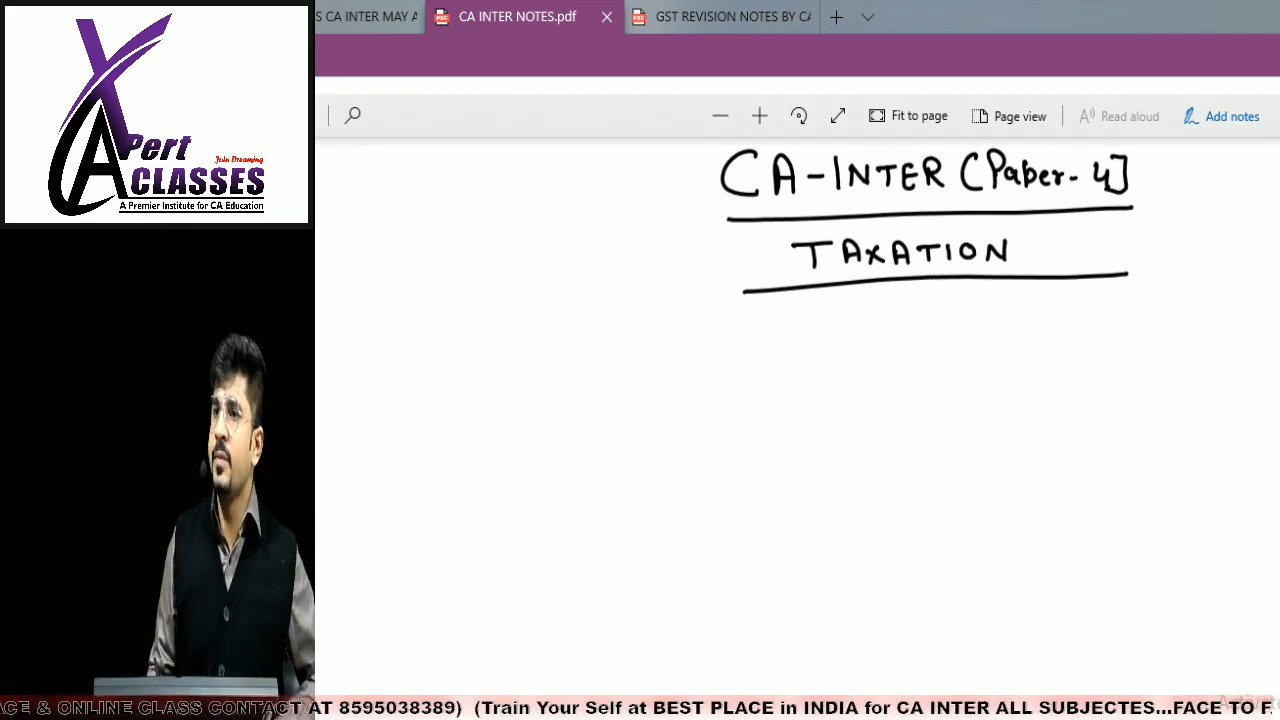 S CA INTER MAY A
CA INTER NOTES.pdf
GST REVISION NOTES BY CA
Fit to page
Page view
Read aloud
Add notes
XPert
Join Dreaming
CA CLASSES
A Premier Institute for CA Education
CA-INTER (Paper-4]
TAXATION
ACE & ONLINE CLASS CONTACT AT 8595038389) (Train Your Self at BEST PLACE in INDIA for CA INTER ALL SUBJECTES...FACE TO F